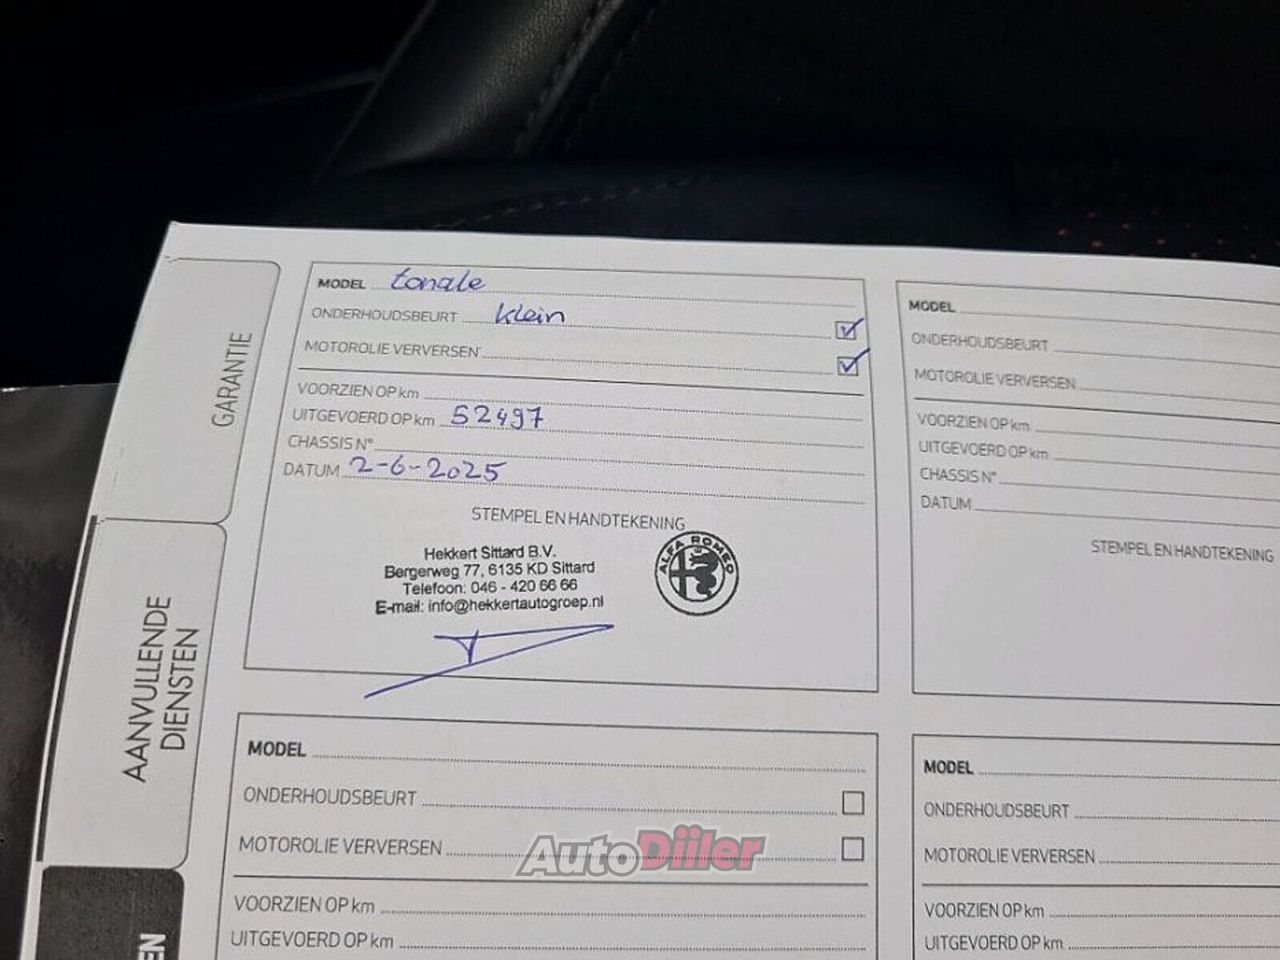 GARANTIE
AANVULLENDE
DIENSTEN
EN
MODEL tonale
ONDERHOUDSBEURT klein
MOTOROLIE VERVERSEN
VOORZIEN OP km
UITGEVOERD OP km 52497
CHASSIS N°
DATUM 2-6-2025
STEMPEL EN HANDTEKENING
Hekkert Sittard B.V.
Bergerweg 77, 6135 KD Sittard
Telefoon: 046 - 420 66 66
E-mail: info@hekkertautogroep.nl
ALFA ROMEO
MODEL
ONDERHOUDSBEURT
MOTOROLIE VERVERSEN
VOORZIEN OP km
UITGEVOERD OP km
CHASSIS N°
DATUM
STEMPEL EN HANDTEKENING
MODEL
ONDERHOUDSBEURT
MOTOROLIE VERVERSEN
VOORZIEN OP km
UITGEVOERD OP km
MODEL
ONDERHOUDSBEURT
MOTOROLIE VERVERSEN
VOORZIEN OP km
UITGEVOERD OP km
AutoDiiler